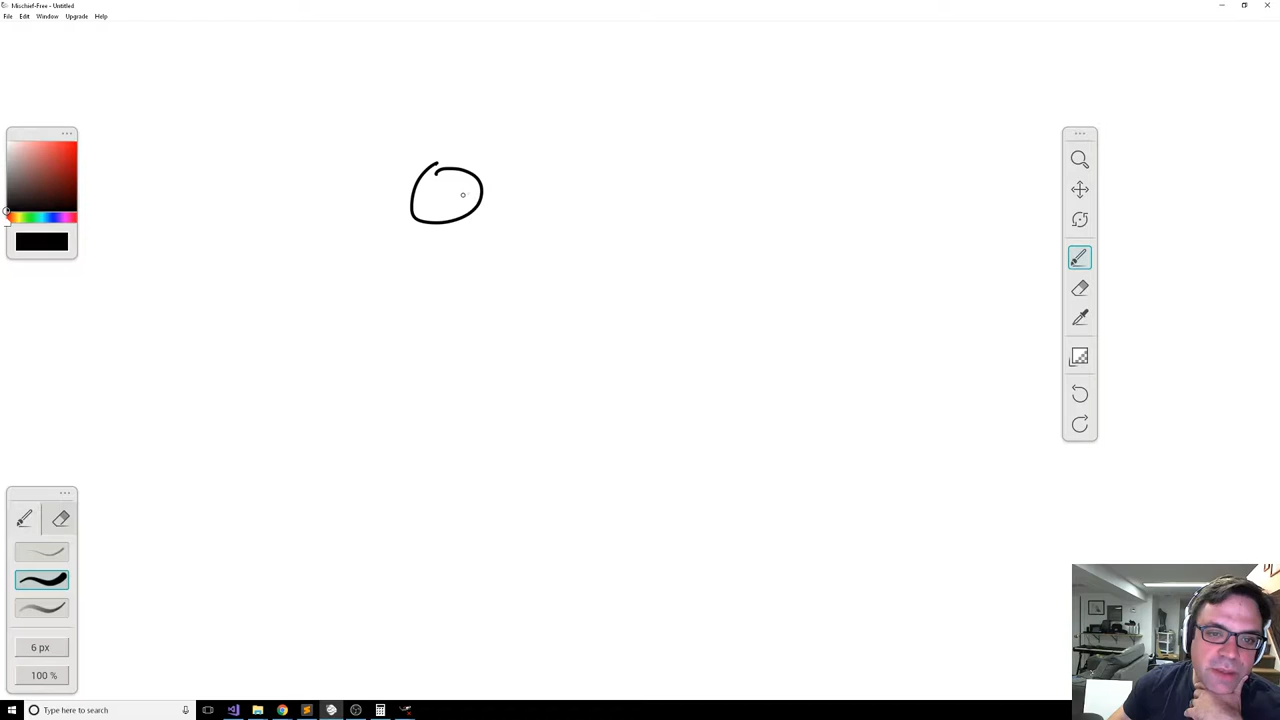 Mischief-Free - Untitled
File Edit Window Upgrade Help
6 px
100 %
Type here to search